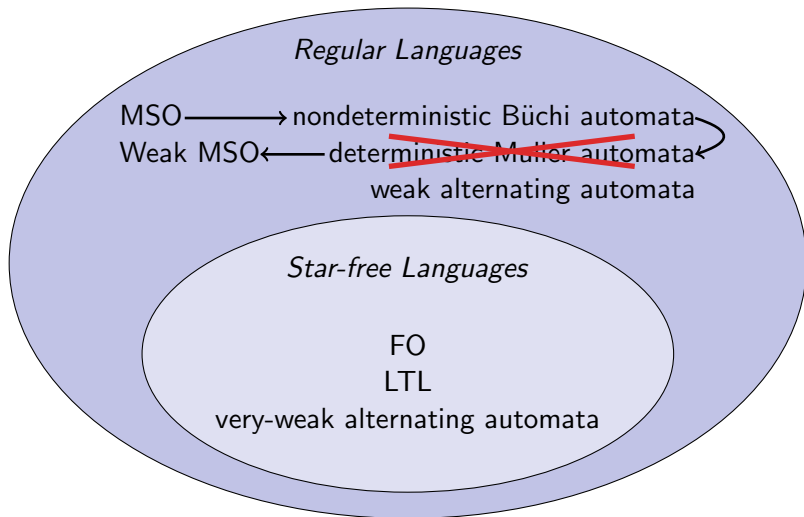 Regular Languages
MSO nondeterministic Büchi automata
Weak MSO deterministic Muller automata
weak alternating automata
Star-free Languages
FO
LTL
very-weak alternating automata